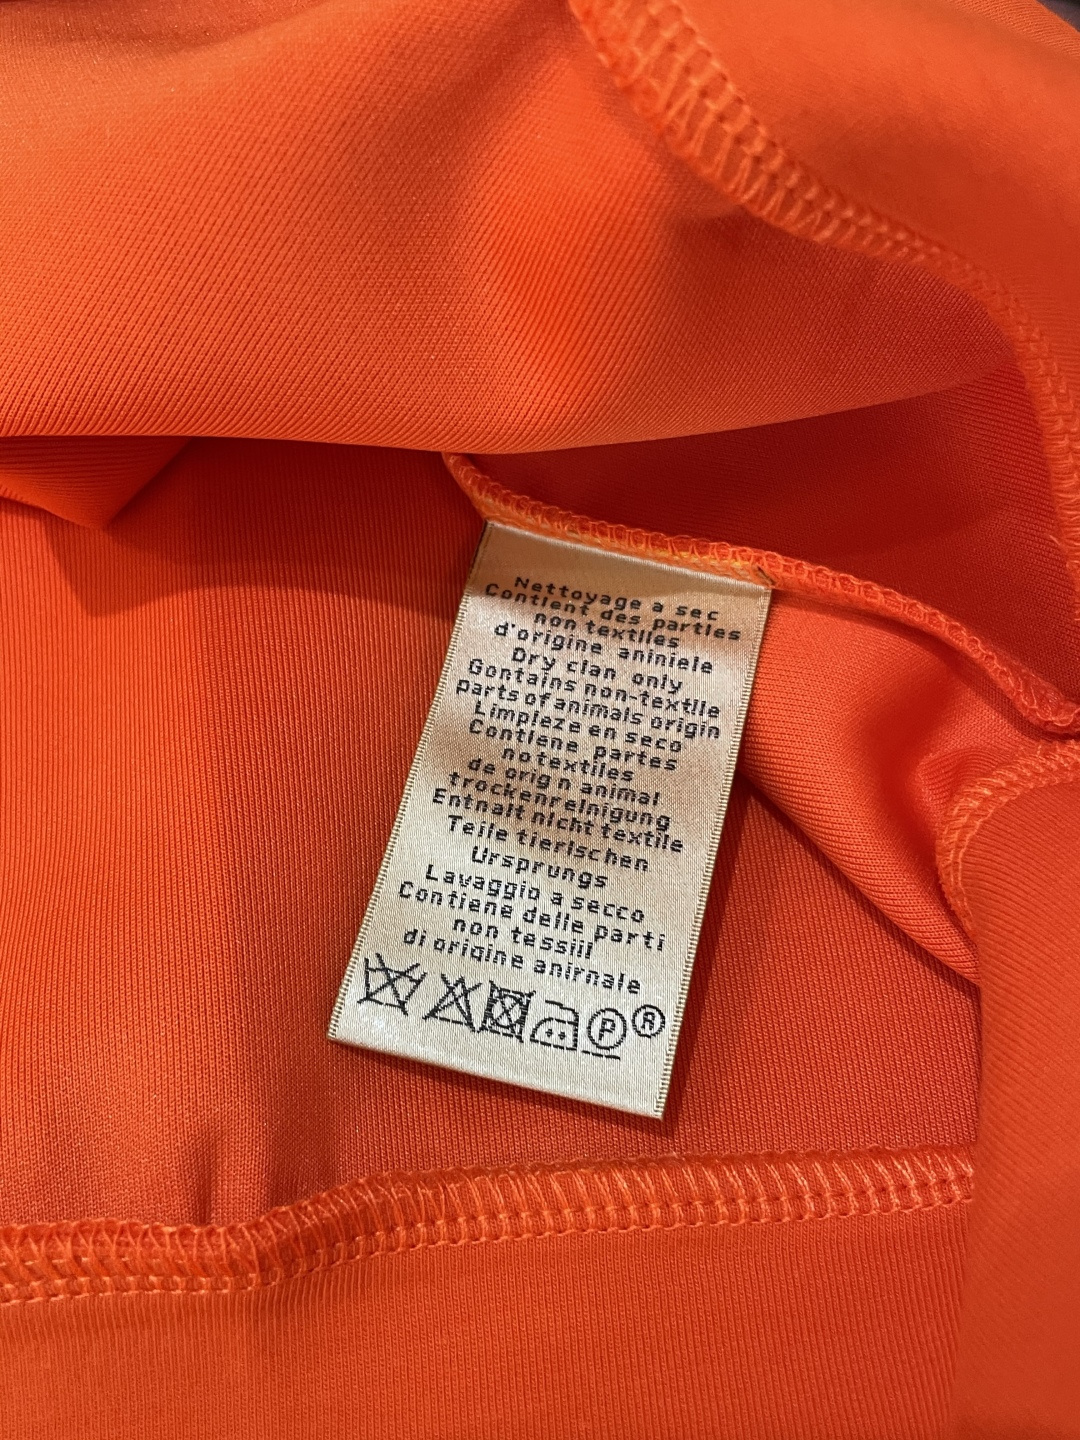 Nettoyage a sec
Contient des parties
non textiles
d'origine aniniele
Dry clan only
Gontains non-textile
parts of animals origin
Limpieze en seco
Contiene partes
no textiles
de orig n animal
trockenreinigung
Entnalt nicht textile
Teile tierischen
Ursprungs
Lavaggio a secco
Contiene delle parti
non tessiil
di origine anirnale
P ®